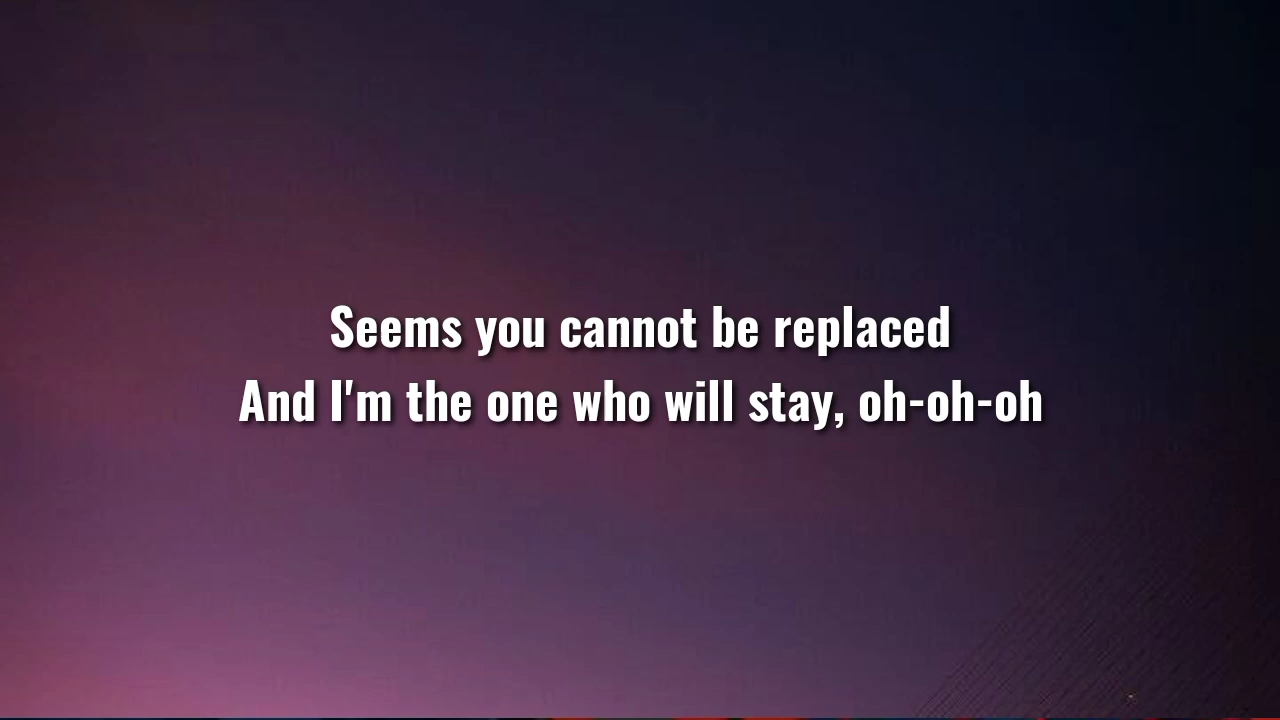 Seems you cannot be replaced
And I'm the one who will stay, oh-oh-oh